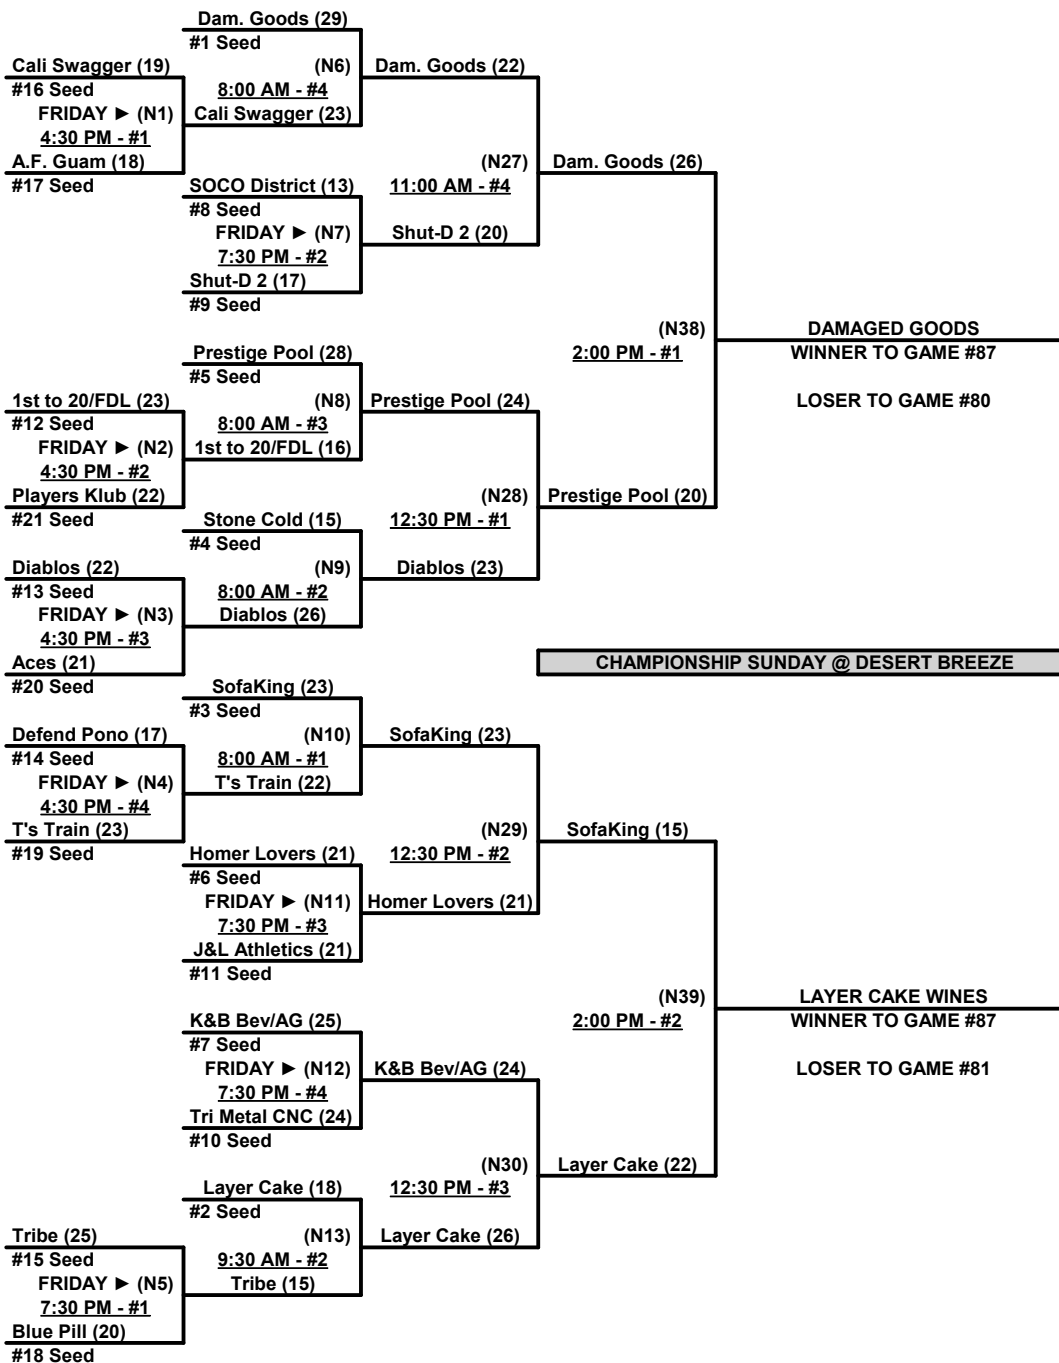 Dam. Goods (29)
#1 Seed
Cali Swagger (19)
(N6)
Dam. Goods (22)
#16 Seed
8:00 AM - #4
FRIDAY ► (N1)
Cali Swagger (23)
4:30 PM - #1
A.F. Guam (18)
(N27)
Dam. Goods (26)
#17 Seed
SOCO District (13)
11:00 AM - #4
#8 Seed
FRIDAY ► (N7)
Shut-D 2 (20)
7:30 PM - #2
Shut-D 2 (17)
#9 Seed
(N38)
DAMAGED GOODS
Prestige Pool (28)
2:00 PM - #1
WINNER TO GAME #87
#5 Seed
1st to 20/FDL (23)
(N8)
Prestige Pool (24)
LOSER TO GAME #80
#12 Seed
8:00 AM - #3
FRIDAY ► (N2)
1st to 20/FDL (16)
4:30 PM - #2
Players Klub (22)
(N28)
Prestige Pool (20)
#21 Seed
Stone Cold (15)
12:30 PM - #1
#4 Seed
Diablos (22)
(N9)
Diablos (23)
#13 Seed
8:00 AM - #2
FRIDAY ► (N3)
Diablos (26)
4:30 PM - #3
Aces (21)
CHAMPIONSHIP SUNDAY @ DESERT BREEZE
#20 Seed
SofaKing (23)
#3 Seed
Defend Pono (17)
(N10)
SofaKing (23)
#14 Seed
8:00 AM - #1
FRIDAY ► (N4)
T's Train (22)
4:30 PM - #4
T's Train (23)
(N29)
SofaKing (15)
#19 Seed
Homer Lovers (21)
12:30 PM - #2
#6 Seed
FRIDAY ► (N11)
Homer Lovers (21)
7:30 PM - #3
J&L Athletics (21)
#11 Seed
(N39)
LAYER CAKE WINES
K&B Bev/AG (25)
2:00 PM - #2
WINNER TO GAME #87
#7 Seed
FRIDAY ► (N12)
K&B Bev/AG (24)
LOSER TO GAME #81
7:30 PM - #4
Tri Metal CNC (24)
#10 Seed
(N30)
Layer Cake (22)
Layer Cake (18)
12:30 PM - #3
#2 Seed
Tribe (25)
(N13)
Layer Cake (26)
#15 Seed
9:30 AM - #2
FRIDAY ► (N5)
Tribe (15)
7:30 PM - #1
Blue Pill (20)
#18 Seed